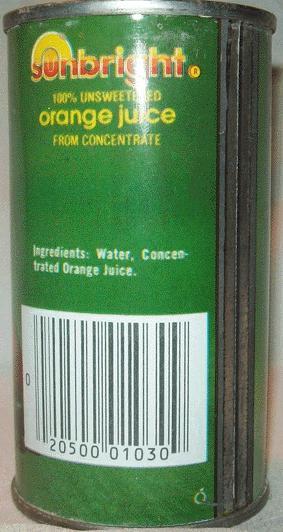 sunbright®
100% UNSWEETENED
orange juice
FROM CONCENTRATE
Ingredients: Water, Concen-
trated Orange Juice.
0 20500 01030